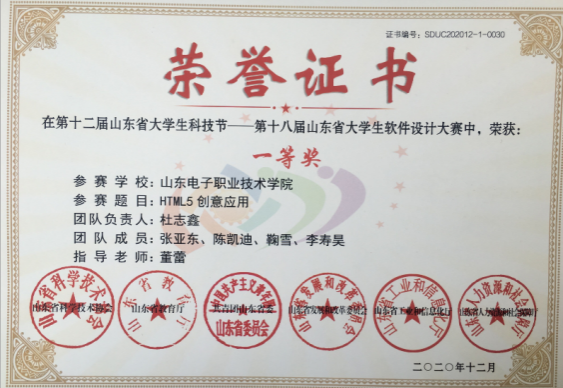 证书编号：SDUC202012-1-0030
荣誉证书
在第十二届山东省大学生科技节——第十八届山东省大学生软件设计大赛中，荣获：
一等奖
参赛学校：山东电子职业技术学院
参赛题目：HTML5创意应用
团队负责人：杜志鑫
团队成员：张亚东、陈凯迪、鞠雪、李寿昊
指导老师：董蕾
山东省科学技术协会
山东省教育厅
共青团山东省委
山东省发展和改革委员会
山东省工业和信息化厅
山东省人力资源和社会保障厅
二〇二〇年十二月